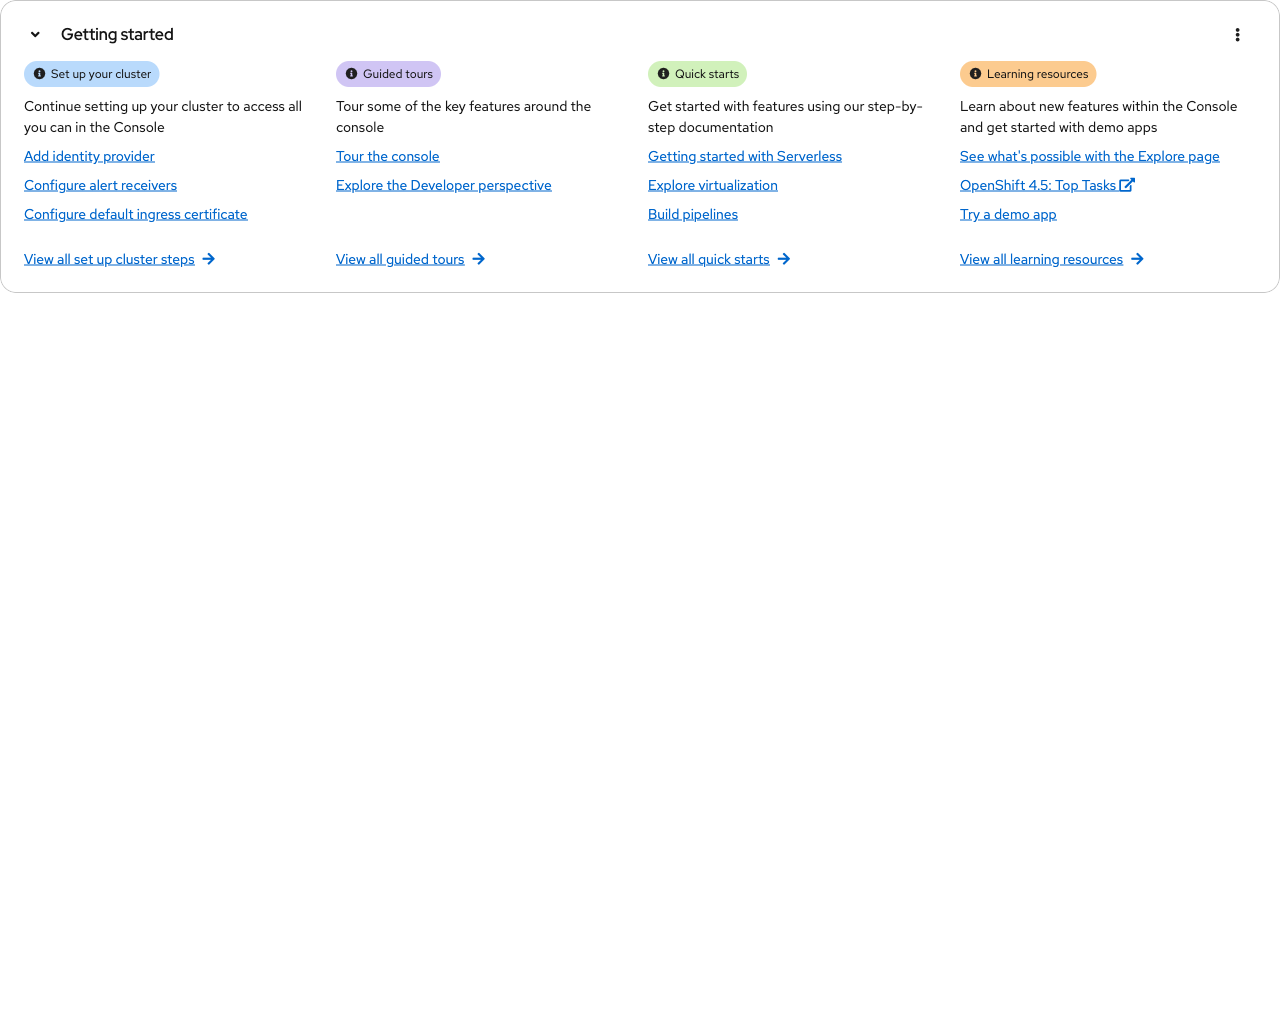 Getting started
Set up your cluster
Continue setting up your cluster to access all
you can in the Console
Add identity provider
Configure alert receivers
Configure default ingress certificate
View all set up cluster steps
Guided tours
Tour some of the key features around the
console
Tour the console
Explore the Developer perspective
View all guided tours
Quick starts
Get started with features using our step-by-
step documentation
Getting started with Serverless
Explore virtualization
Build pipelines
View all quick starts
Learning resources
Learn about new features within the Console
and get started with demo apps
See what's possible with the Explore page
OpenShift 4.5: Top Tasks
Try a demo app
View all learning resources